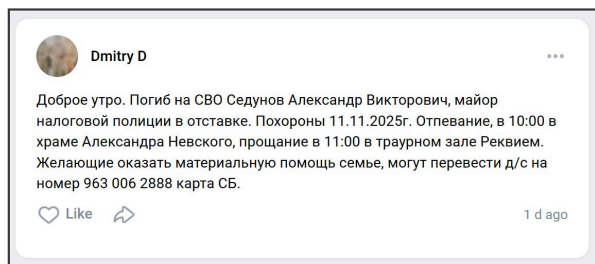 Dmitry D
Доброе утро. Погиб на СВО Седунов Александр Викторович, майор
налоговой полиции в отставке. Похороны 11.11.2025г. Отпевание, в 10:00 в
храме Александра Невского, прощание в 11:00 в траурном зале Реквием.
Желающие оказать материальную помощь семье, могут перевести д/с на
номер 963 006 2888 карта СБ.
Like
1 d ago